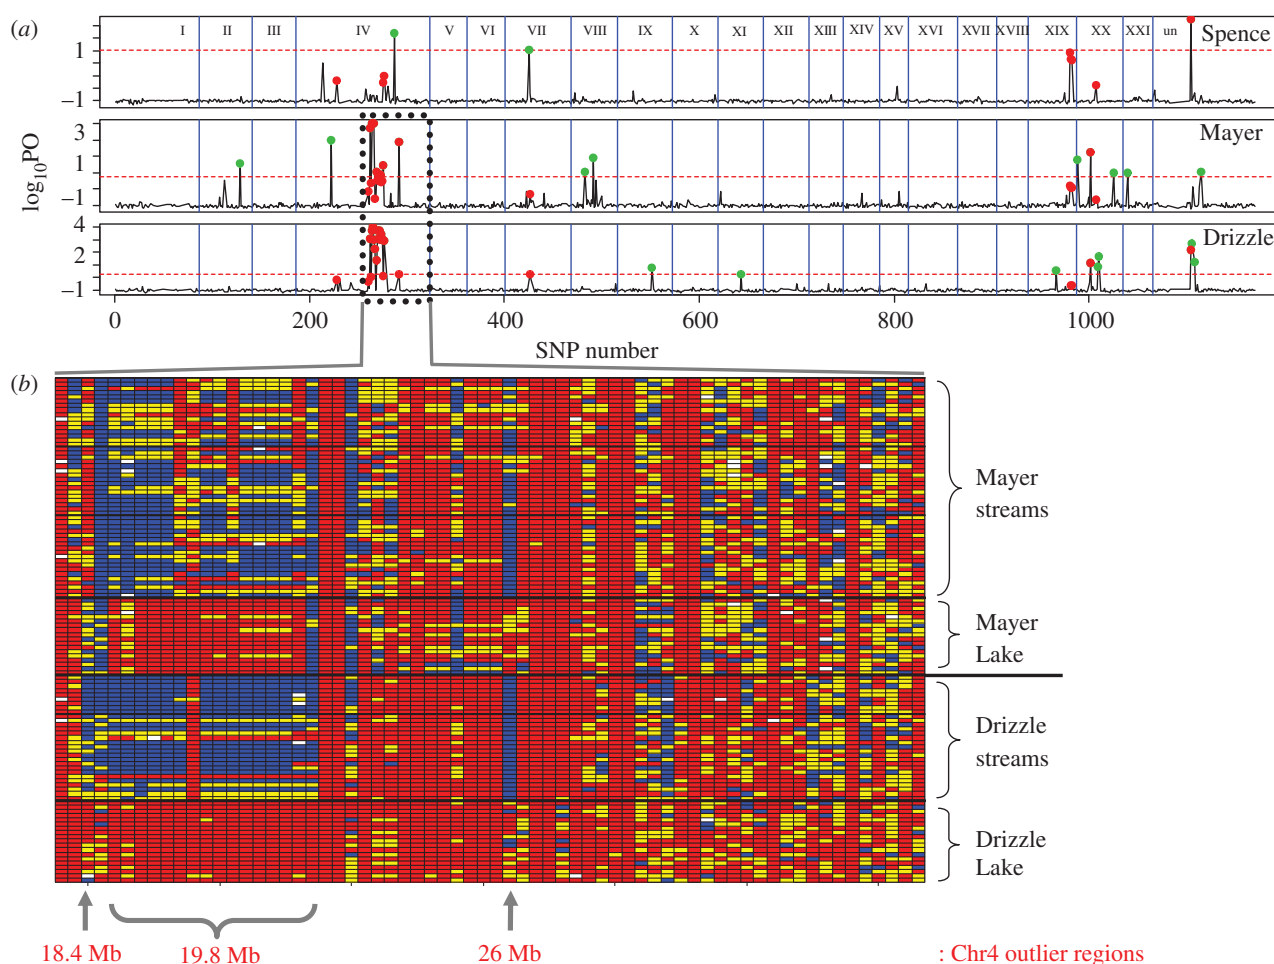 (a)
I II III IV V VI VII VIII IX X XI XII XIII XIV XV XVI XVII XVIII XIX XX XXI un
Spence
1
−1
Mayer
3
1
−1
log10PO
Drizzle
4
2
−1
0 200 400 600 800 1000
SNP number
(b)
Mayer
streams
Mayer
Lake
Drizzle
streams
Drizzle
Lake
18.4 Mb 19.8 Mb 26 Mb : Chr4 outlier regions